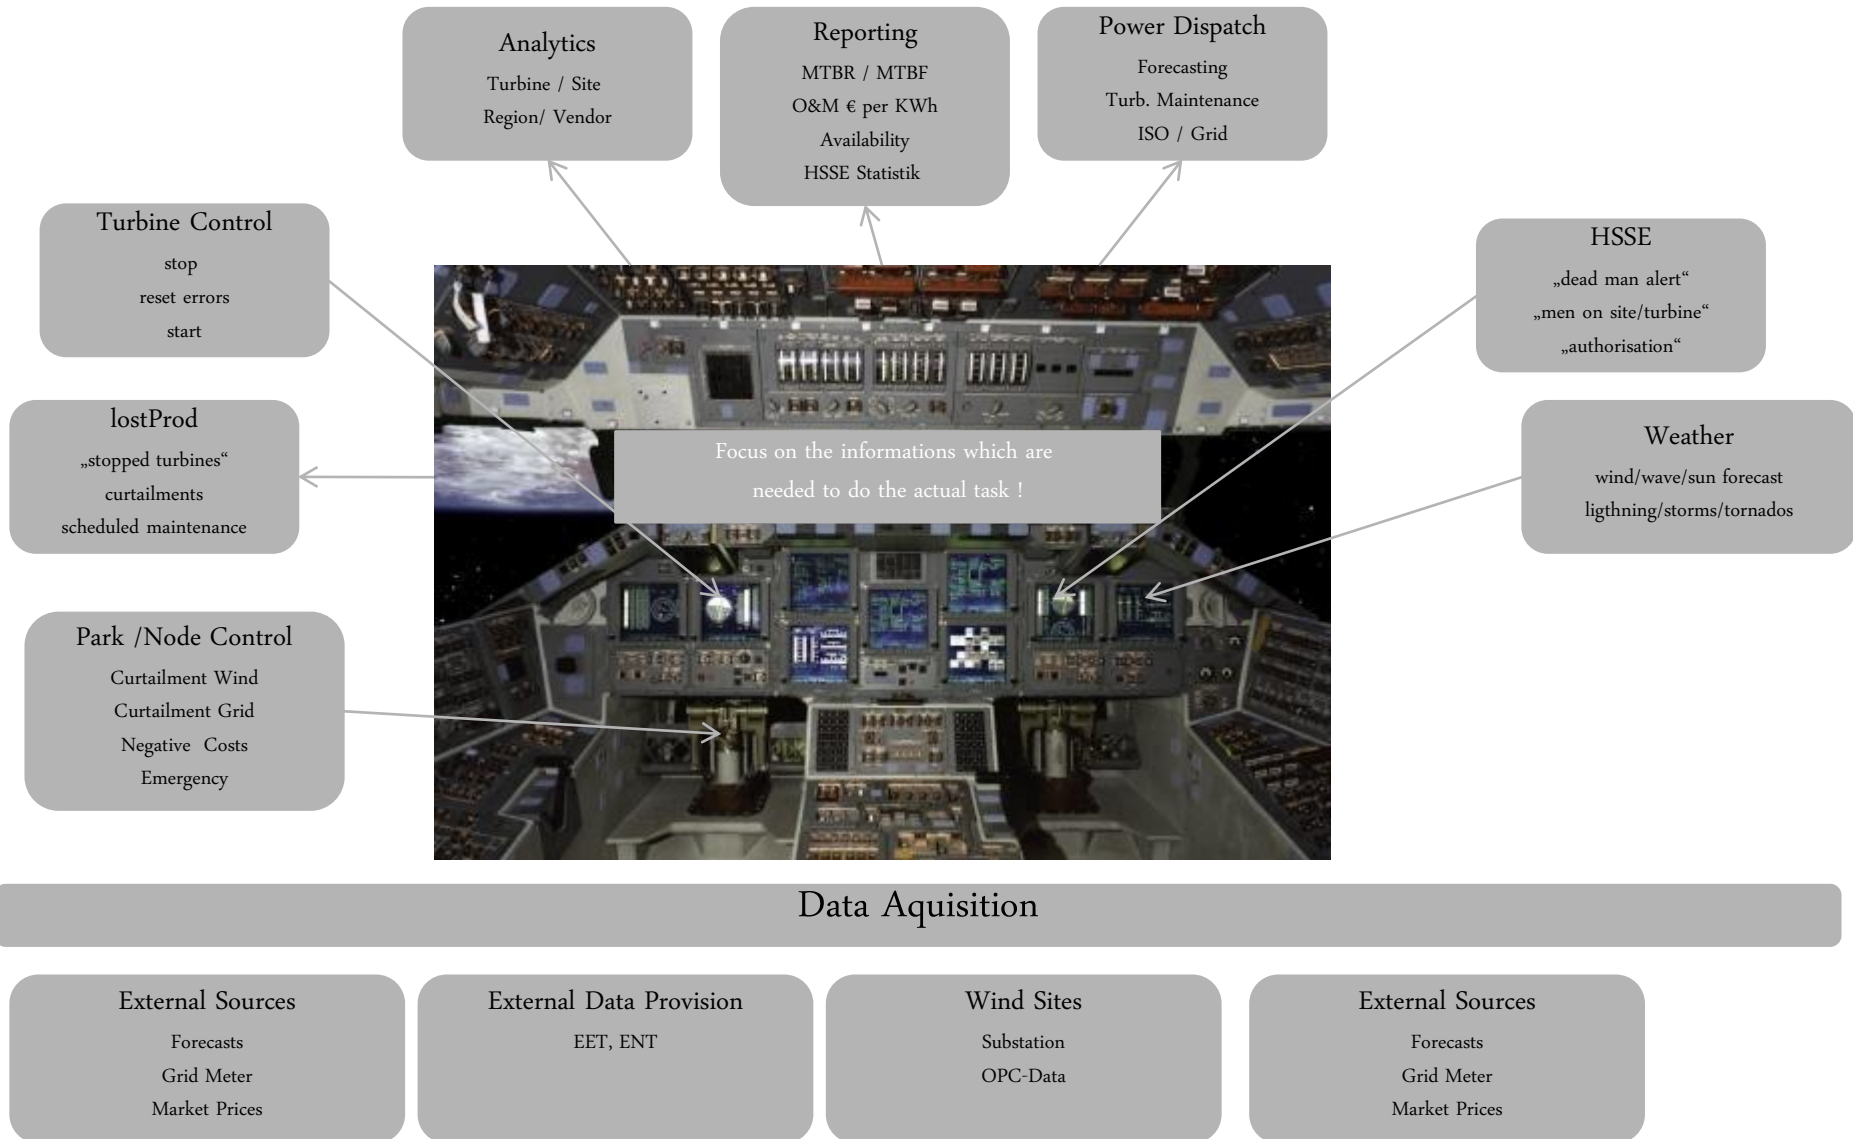 Analytics
Turbine / Site
Region/ Vendor
Reporting
MTBR / MTBF
O&M € per KWh
Availability
HSSE Statistik
Power Dispatch
Forecasting
Turb. Maintenance
ISO / Grid
Turbine Control
stop
reset errors
start
HSSE
„dead man alert“
„men on site/turbine“
„authorisation“
lostProd
„stopped turbines“
curtailments
scheduled maintenance
Focus on the informations which are
needed to do the actual task !
Weather
wind/wave/sun forecast
ligthning/storms/tornados
Park /Node Control
Curtailment Wind
Curtailment Grid
Negative Costs
Emergency
Data Aquisition
External Sources
Forecasts
Grid Meter
Market Prices
External Data Provision
EET, ENT
Wind Sites
Substation
OPC-Data
External Sources
Forecasts
Grid Meter
Market Prices